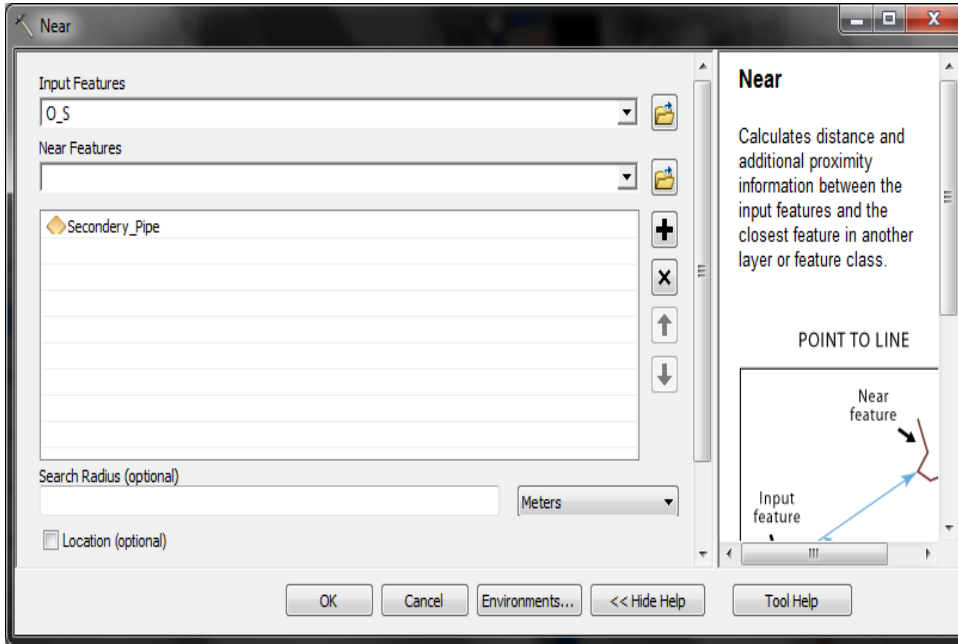 Near
Input Features
O_S
Near Features
Secondery_Pipe
Search Radius (optional)
Meters
Location (optional)
OK
Cancel
Environments...
<< Hide Help
Tool Help
Near
Calculates distance and
additional proximity
information between the
input features and the
closest feature in another
layer or feature class.
POINT TO LINE
Near
feature
Input
feature